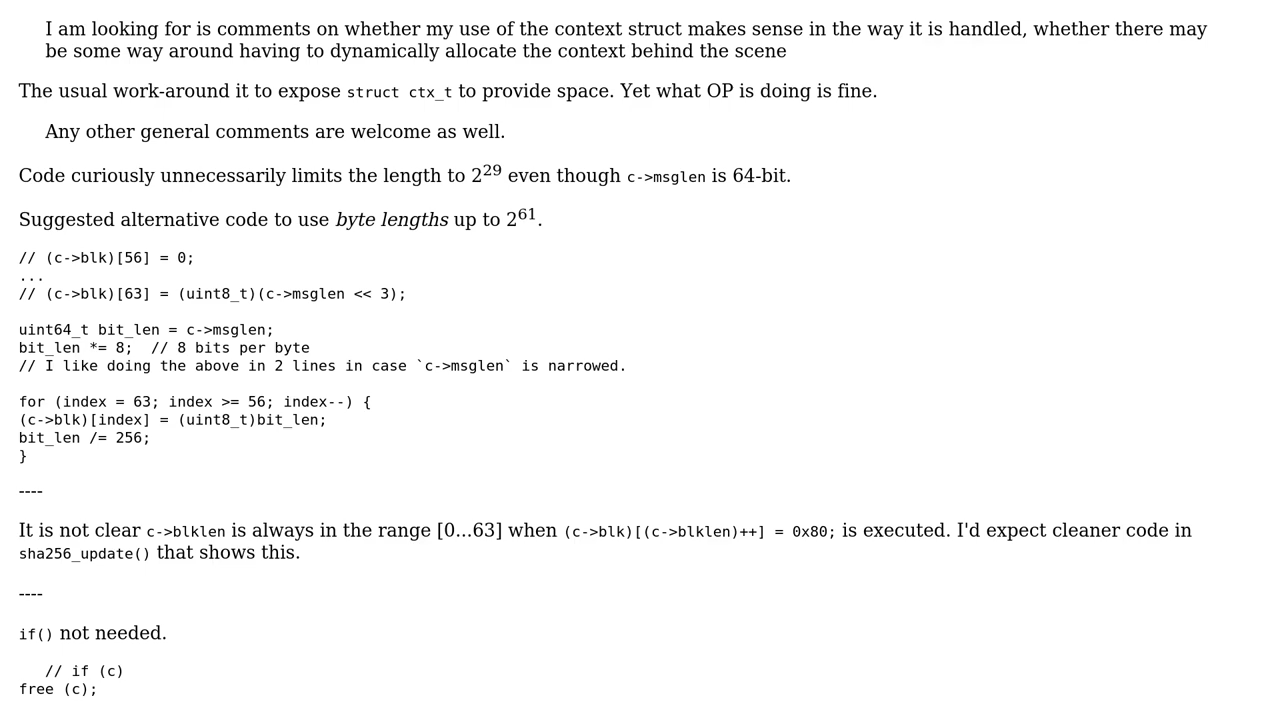 I am looking for is comments on whether my use of the context struct makes sense in the way it is handled, whether there may
be some way around having to dynamically allocate the context behind the scene
The usual work-around it to expose struct ctx_t to provide space. Yet what OP is doing is fine.
Any other general comments are welcome as well.
Code curiously unnecessarily limits the length to 2^29 even though c->msglen is 64-bit.
Suggested alternative code to use byte lengths up to 2^61.
// (c->blk)[56] = 0;
...
// (c->blk)[63] = (uint8_t)(c->msglen << 3);
uint64_t bit_len = c->msglen;
bit_len *= 8;  // 8 bits per byte
// I like doing the above in 2 lines in case `c->msglen` is narrowed.
for (index = 63; index >= 56; index--) {
(c->blk)[index] = (uint8_t)bit_len;
bit_len /= 256;
}
----
It is not clear c->blklen is always in the range [0...63] when (c->blk)[(c->blklen)++] = 0x80; is executed. I'd expect cleaner code in
sha256_update() that shows this.
----
if() not needed.
// if (c)
free (c);